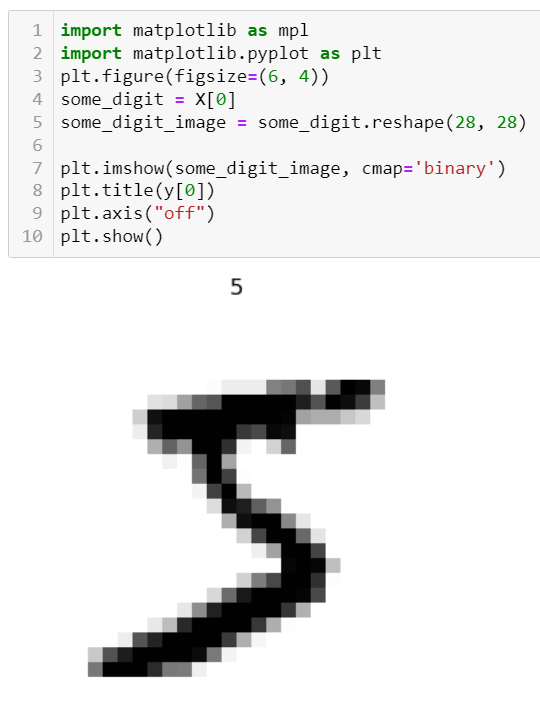 1 import matplotlib as mpl
2 import matplotlib.pyplot as plt
3 plt.figure(figsize=(6, 4))
4 some_digit = X[0]
5 some_digit_image = some_digit.reshape(28, 28)
6
7 plt.imshow(some_digit_image, cmap='binary')
8 plt.title(y[0])
9 plt.axis("off")
10 plt.show()
5
5